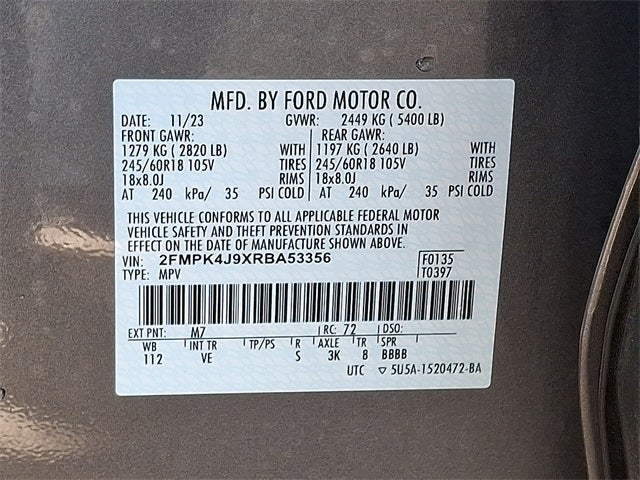 MFD. BY FORD MOTOR CO.
DATE: 11/23 GVWR: 2449 KG ( 5400 LB)
FRONT GAWR: REAR GAWR:
1279 KG ( 2820 LB) WITH 1197 KG ( 2640 LB) WITH
245/60R18 105V TIRES 245/60R18 105V TIRES
18x8.0J RIMS 18x8.0J RIMS
AT 240 kPa/ 35 PSI COLD AT 240 kPa/ 35 PSI COLD
THIS VEHICLE CONFORMS TO ALL APPLICABLE FEDERAL MOTOR
VEHICLE SAFETY AND THEFT PREVENTION STANDARDS IN
EFFECT ON THE DATE OF MANUFACTURE SHOWN ABOVE.
VIN: 2FMPK4J9XRBA53356 F0135
TYPE: MPV T0397
EXT PNT: M7 RC: 72 DSO:
WB INT TR TP/PS R AXLE TR SPR
112 VE S 3K 8 BBBB
UTC ▽ 5U5A-1520472-BA